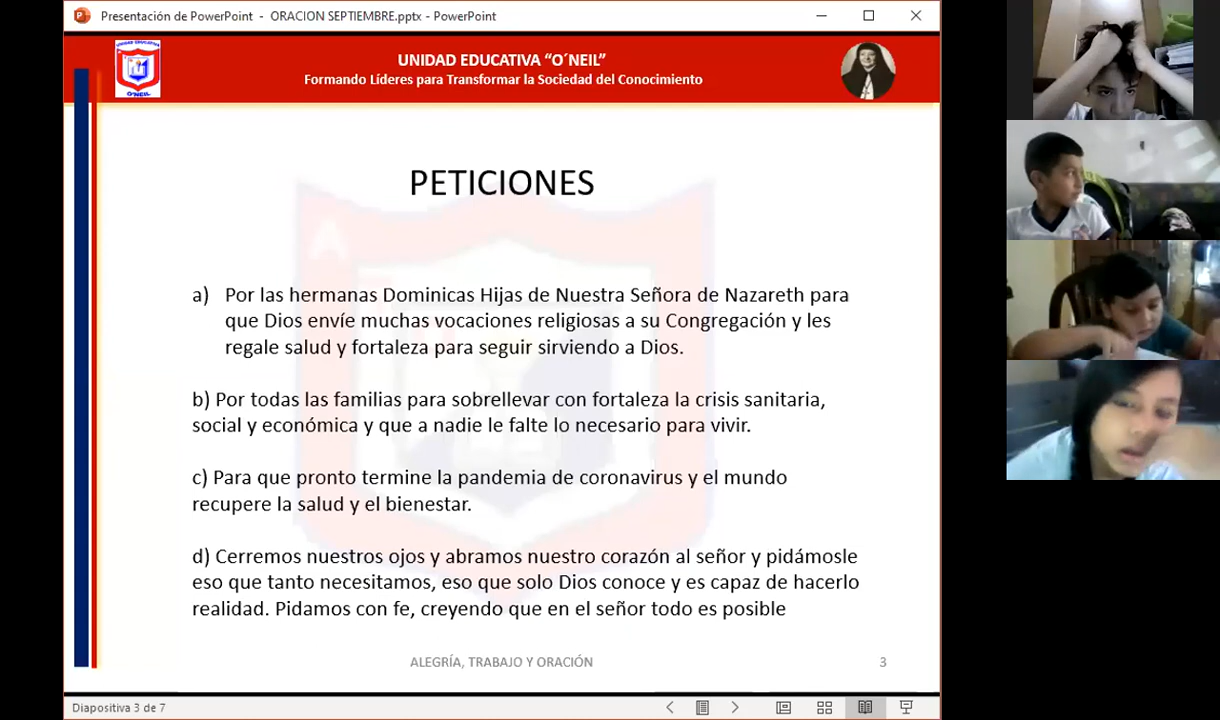 Presentación de PowerPoint - ORACION SEPTIEMBRE.pptx - PowerPoint
UNIDAD EDUCATIVA
O´NEIL
UNIDAD EDUCATIVA “O´NEIL”
Formando Líderes para Transformar la Sociedad del Conocimiento
PETICIONES
a) Por las hermanas Dominicas Hijas de Nuestra Señora de Nazareth para
que Dios envíe muchas vocaciones religiosas a su Congregación y les
regale salud y fortaleza para seguir sirviendo a Dios.
b) Por todas las familias para sobrellevar con fortaleza la crisis sanitaria,
social y económica y que a nadie le falte lo necesario para vivir.
c) Para que pronto termine la pandemia de coronavirus y el mundo
recupere la salud y el bienestar.
d) Cerremos nuestros ojos y abramos nuestro corazón al señor y pidámosle
eso que tanto necesitamos, eso que solo Dios conoce y es capaz de hacerlo
realidad. Pidamos con fe, creyendo que en el señor todo es posible
ALEGRÍA, TRABAJO Y ORACIÓN
3
Diapositiva 3 de 7